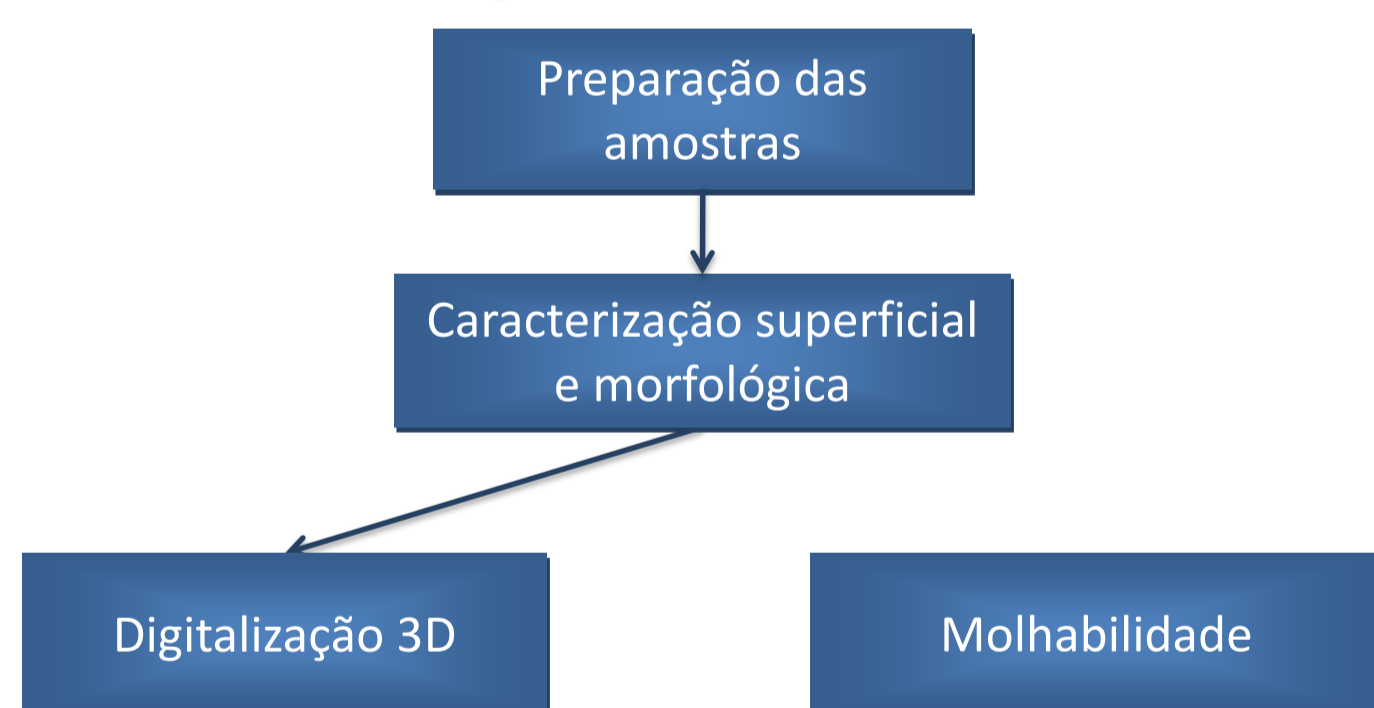 Preparação das
amostras
Caracterização superficial
e morfológica
Digitalização 3D
Molhabilidade